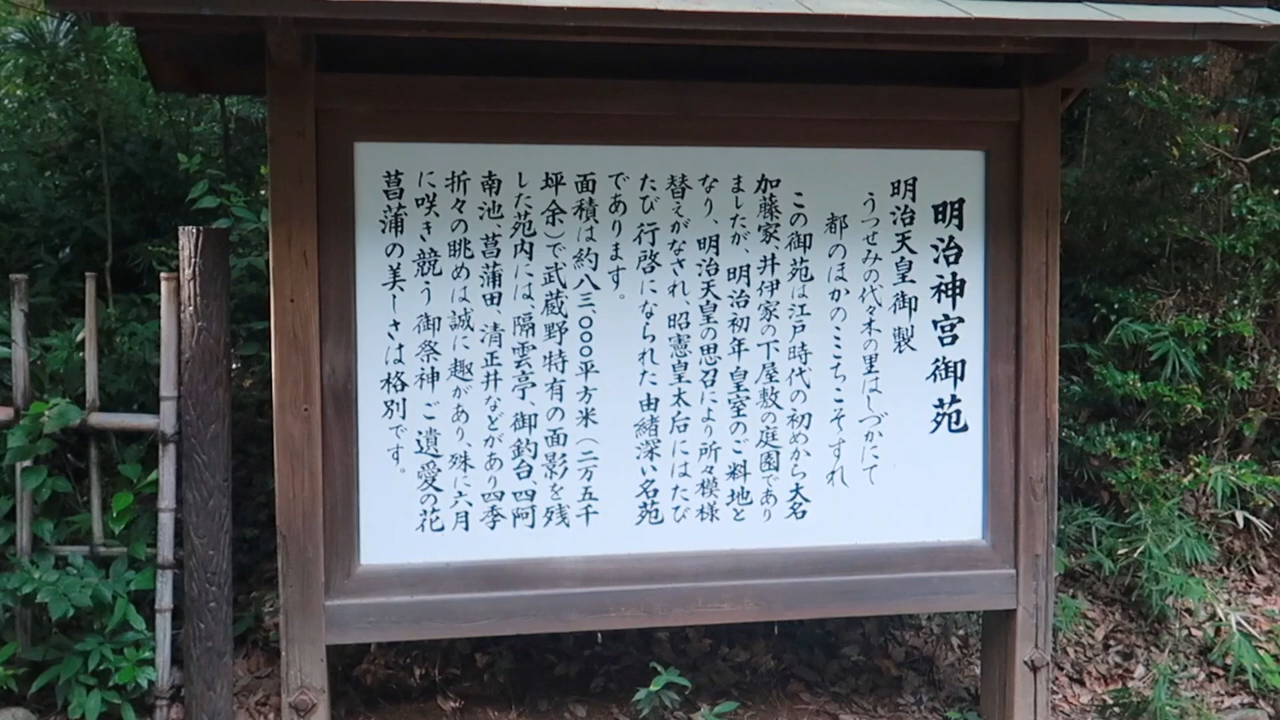 明治神宮御苑
明治天皇御製
うつせみの代々木の里はしづかにて
都のほかのこゝちこそすれ
この御苑は江戸時代の初めから大名
加藤家、井伊家の下屋敷の庭園であり
ましたが、明治初年皇室のご料地と
なり、明治天皇の思召により所々模様
替えがなされ、昭憲皇太后にはたび
たび行啓になられた由緒深い名苑
であります。
面積は約八三、〇〇〇平方米（二万五千
坪余）で武蔵野特有の面影を残
した苑内には、隔雲亭、御釣台、四阿
南池、菖蒲田、清正井などがあり四季
折々の眺めは誠に趣があり、殊に六月
に咲き競う御祭神ご遺愛の花
菖蒲の美しさは格別です。